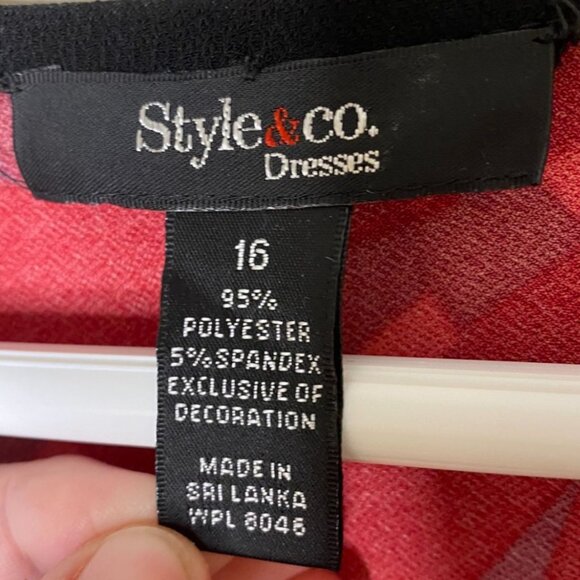 Style&co.
Dresses
16
95%
POLYESTER
5% SPANDEX
EXCLUSIVE OF
DECORATION
MADE IN
SRI LANKA
WPL 8046